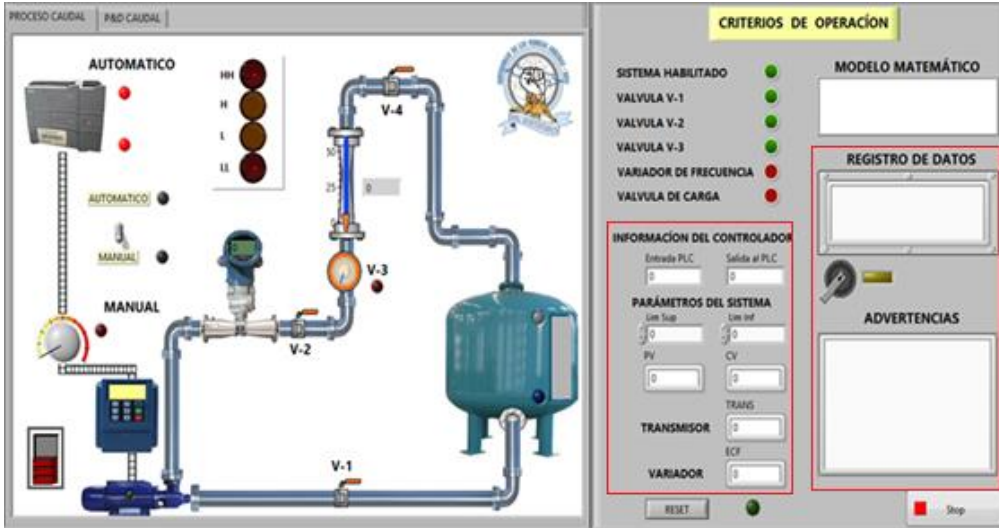 PROCESO CAUDAL
P&D CAUDAL
AUTOMATICO
HH
H
L
LL
AUTOMATICO
MANUAL
MANUAL
V-4
50
25
0
V-3
V-2
V-1
CRITERIOS DE OPERACÍON
SISTEMA HABILITADO
VALVULA V-1
VALVULA V-2
VALVULA V-3
VARIADOR DE FRECUENCIA
VALVULA DE CARGA
MODELO MATEMÁTICO
REGISTRO DE DATOS
INFORMACÍON DEL CONTROLADOR
Entrada PLC Salida al PLC
0 0
PARÁMETROS DEL SISTEMA
Lim Sup Lim Inf
0 0
PV CV
0 0
TRANS
TRANSMISOR 0
ECF
VARIADOR 0
ADVERTENCIAS
RESET
Stop